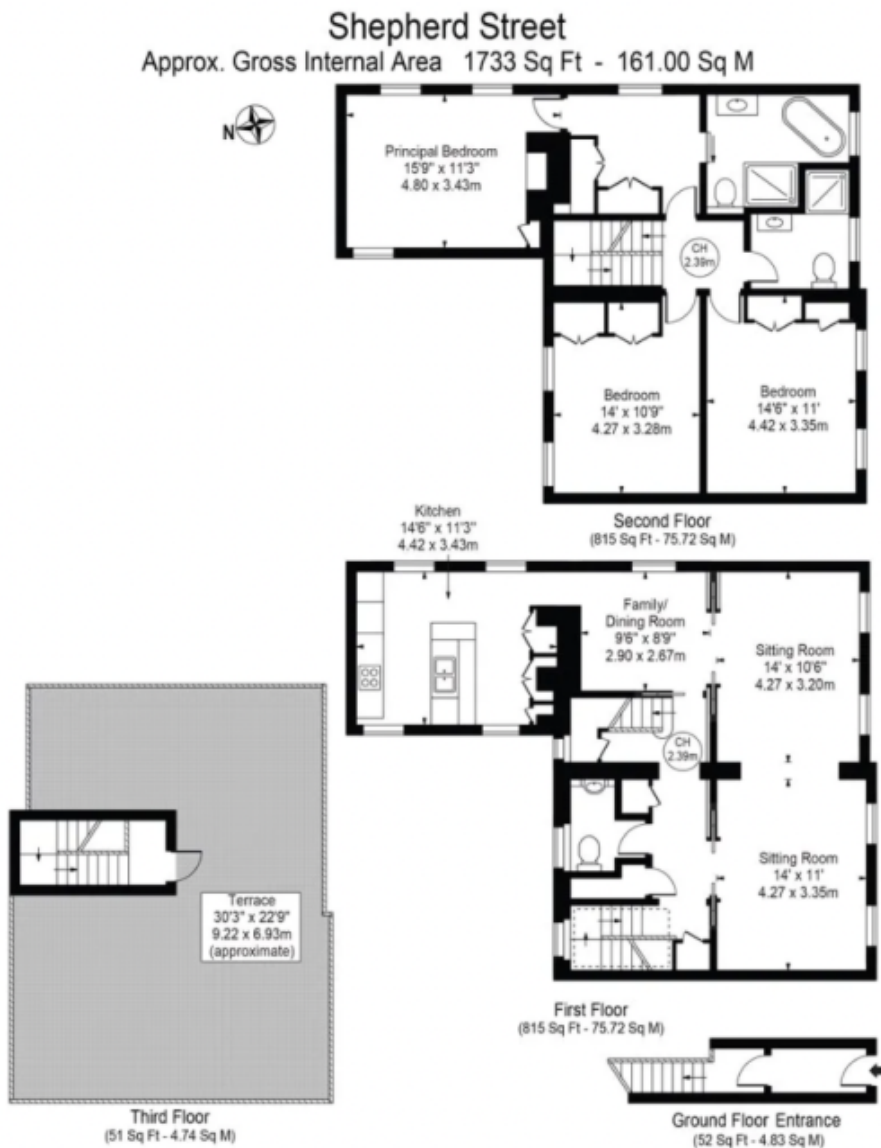 Shepherd Street
Approx. Gross Internal Area 1733 Sq Ft - 161.00 Sq M
N
Principal Bedroom
15'9" x 11'3"
4.80 x 3.43m
CH
2.39m
Bedroom
14' x 10'9"
4.27 x 3.28m
Bedroom
14'6" x 11'
4.42 x 3.35m
Second Floor
(815 Sq Ft - 75.72 Sq M)
Kitchen
14'6" x 11'3"
4.42 x 3.43m
Family/
Dining Room
9'6" x 8'9"
2.90 x 2.67m
Sitting Room
14' x 10'6"
4.27 x 3.20m
CH
2.39m
Sitting Room
14' x 11'
4.27 x 3.35m
First Floor
(815 Sq Ft - 75.72 Sq M)
Terrace
30'3" x 22'9"
9.22 x 6.93m
(approximate)
Third Floor
(51 Sq Ft - 4.74 Sq M)
Ground Floor Entrance
(52 Sq Ft - 4.83 Sq M)